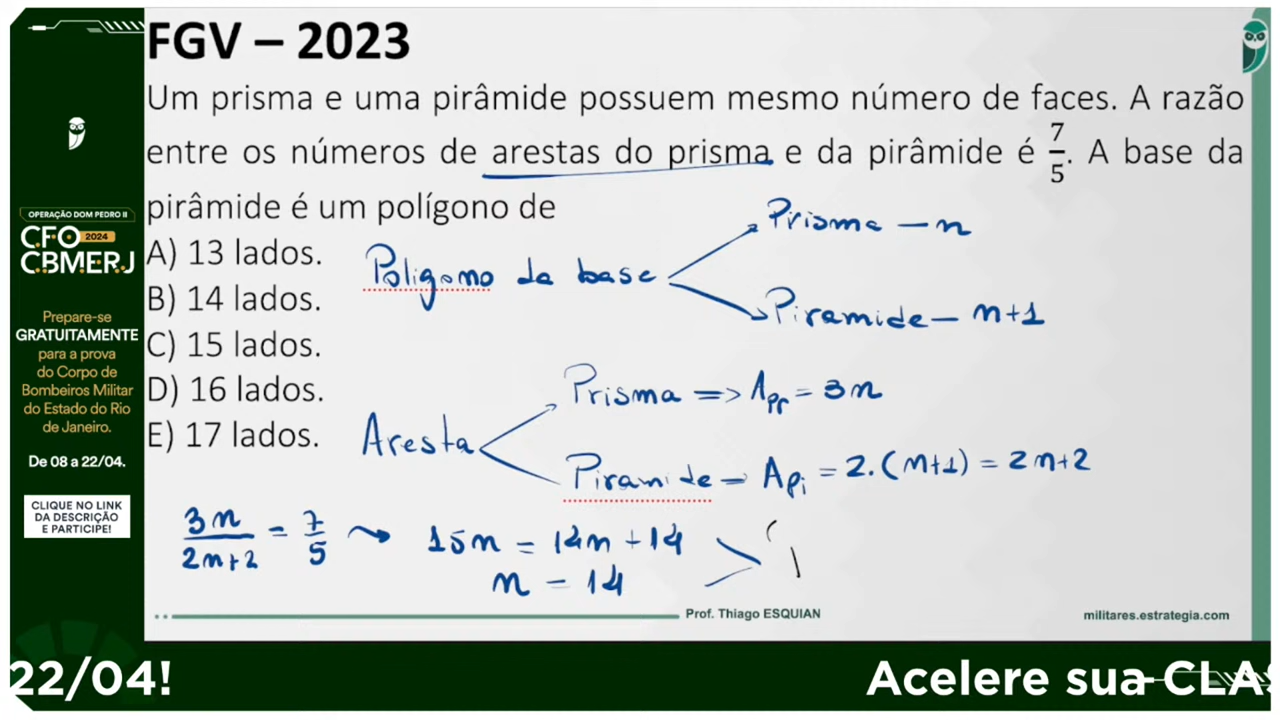 FGV – 2023
Um prisma e uma pirâmide possuem mesmo número de faces. A razão
entre os números de arestas do prisma e da pirâmide é 7/5. A base da
pirâmide é um polígono de
A) 13 lados.
B) 14 lados.
C) 15 lados.
D) 16 lados.
E) 17 lados.
Poligono da base
Prisma – n
Piramide – n+1
Aresta
Prisma => Apr = 3n
Piramide – Api = 2.(n+1) = 2n+2
3n/2n+2 = 7/5
15n = 14n + 14
n = 14
Prof. Thiago ESQUIAN
militares.estrategia.com
OPERAÇÃO DOM PEDRO II
CFO 2024
CBMERJ
Prepare-se
GRATUITAMENTE
para a prova
do Corpo de
Bombeiros Militar
do Estado do Rio
de Janeiro.
De 08 a 22/04.
CLIQUE NO LINK
DA DESCRIÇÃO
E PARTICIPE!
22/04! Acelere sua CLAS